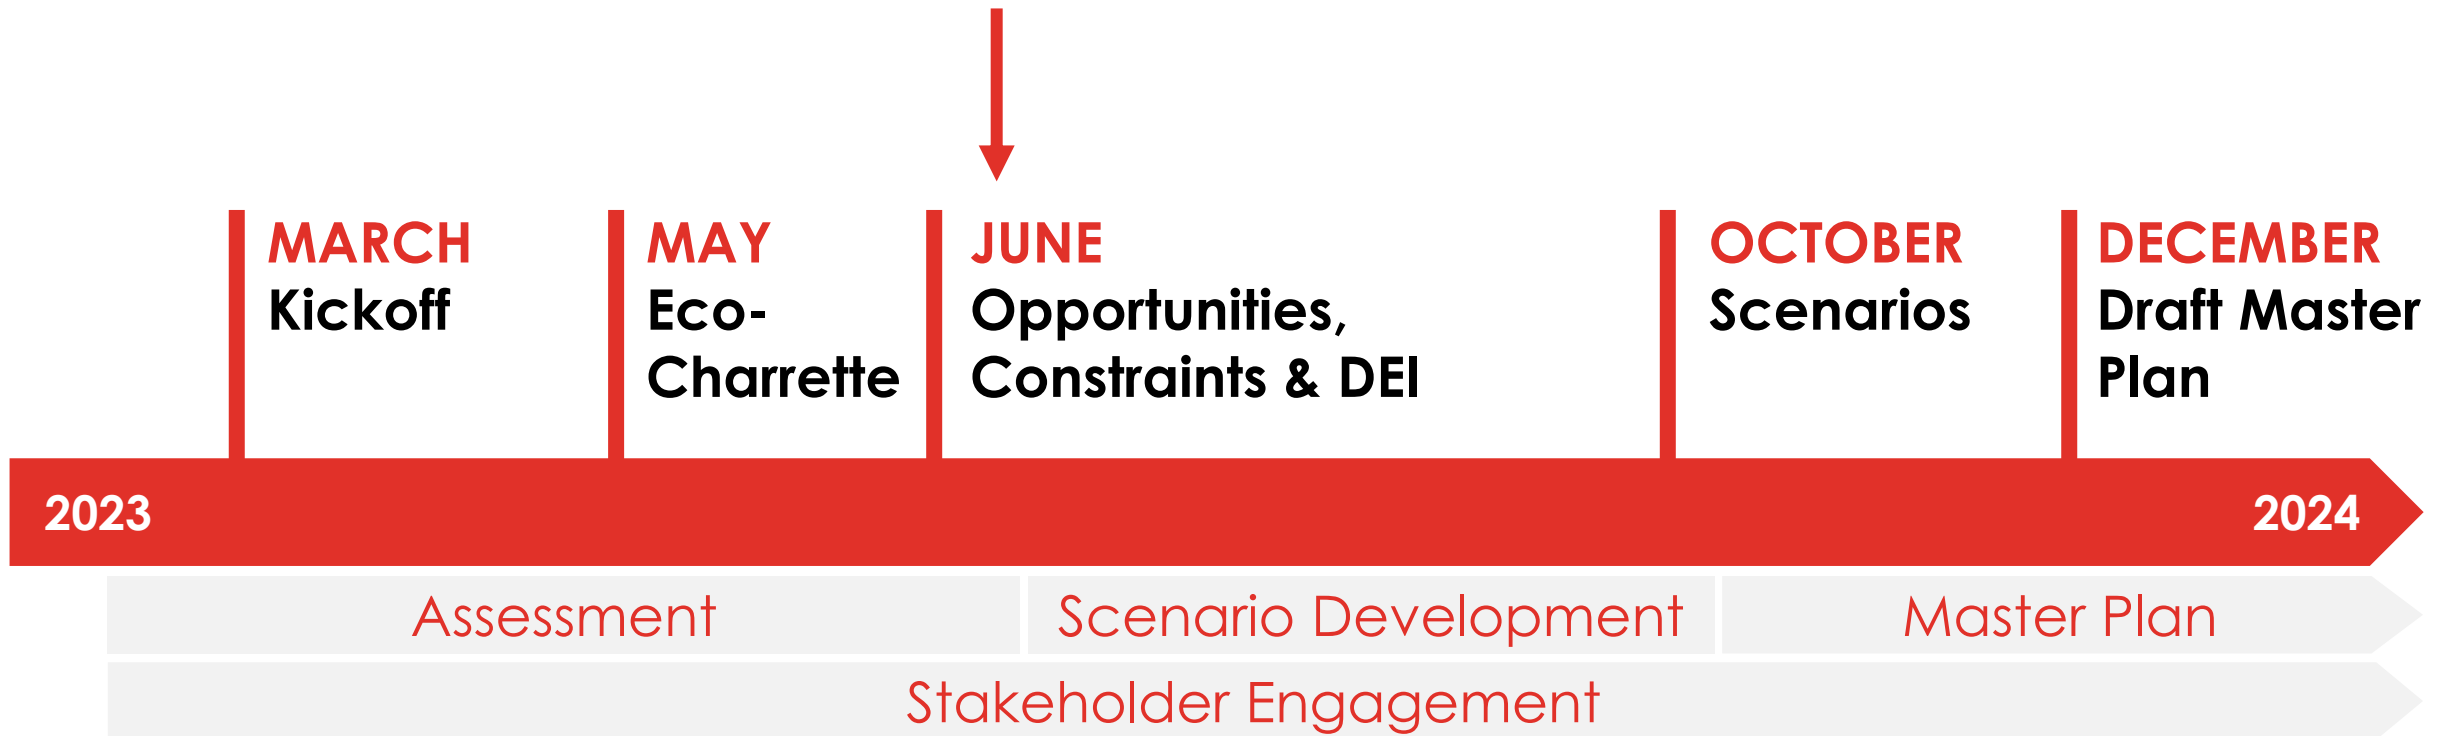 MARCH
Kickoff
MAY
Eco-
Charrette
JUNE
Opportunities,
Constraints & DEI
OCTOBER
Scenarios
DECEMBER
Draft Master
Plan
2023
2024
Assessment
Scenario Development
Master Plan
Stakeholder Engagement